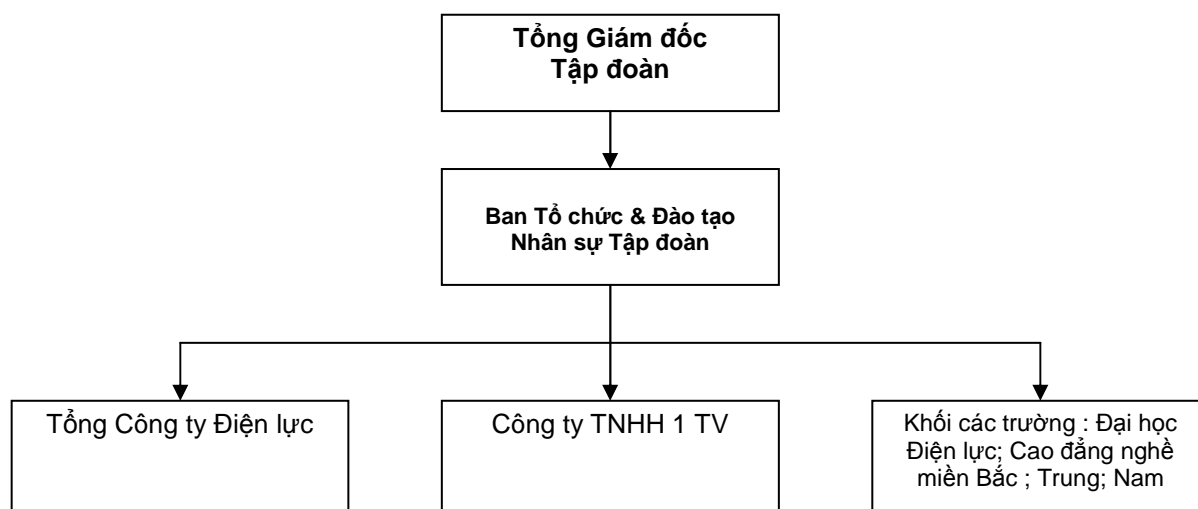 Tổng Giám đốc
Tập đoàn
Ban Tổ chức & Đào tạo
Nhân sự Tập đoàn
Tổng Công ty Điện lực
Công ty TNHH 1 TV
Khối các trường : Đại học
Điện lực; Cao đẳng nghề
miền Bắc ; Trung; Nam